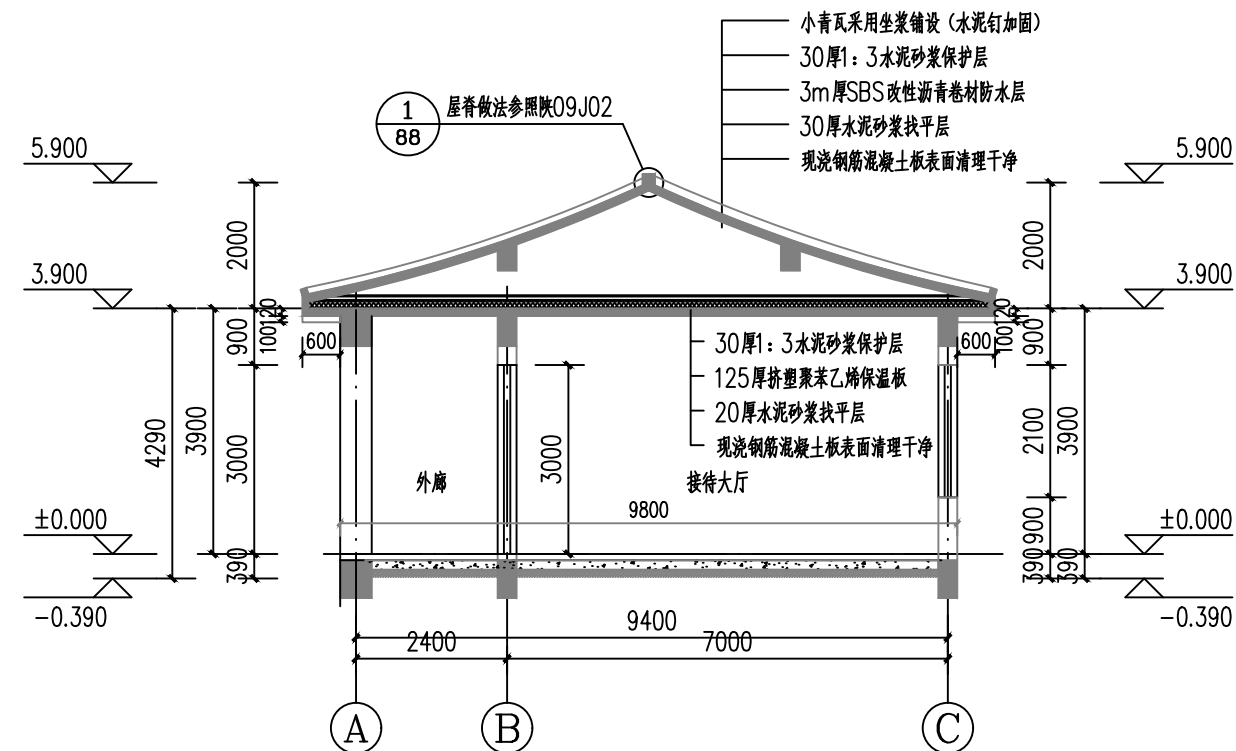 小青瓦采用坐浆铺设（水泥钉加固）
30厚1：3水泥砂浆保护层
3m厚SBS改性沥青卷材防水层
30厚水泥砂浆找平层
现浇钢筋混凝土板表面清理干净
1
88
屋脊做法参照陕09J02
5.900
5.900
2000
2000
3.900
3.900
120
100
900
600
120
100
900
600
30厚1：3水泥砂浆保护层
125厚挤塑聚苯乙烯保温板
20厚水泥砂浆找平层
现浇钢筋混凝土板表面清理干净
4290
3900
3000
3000
2100
3900
外廊
接待大厅
9800
±0.000
±0.000
900
390
390
390
-0.390
-0.390
9400
2400
7000
A
B
C